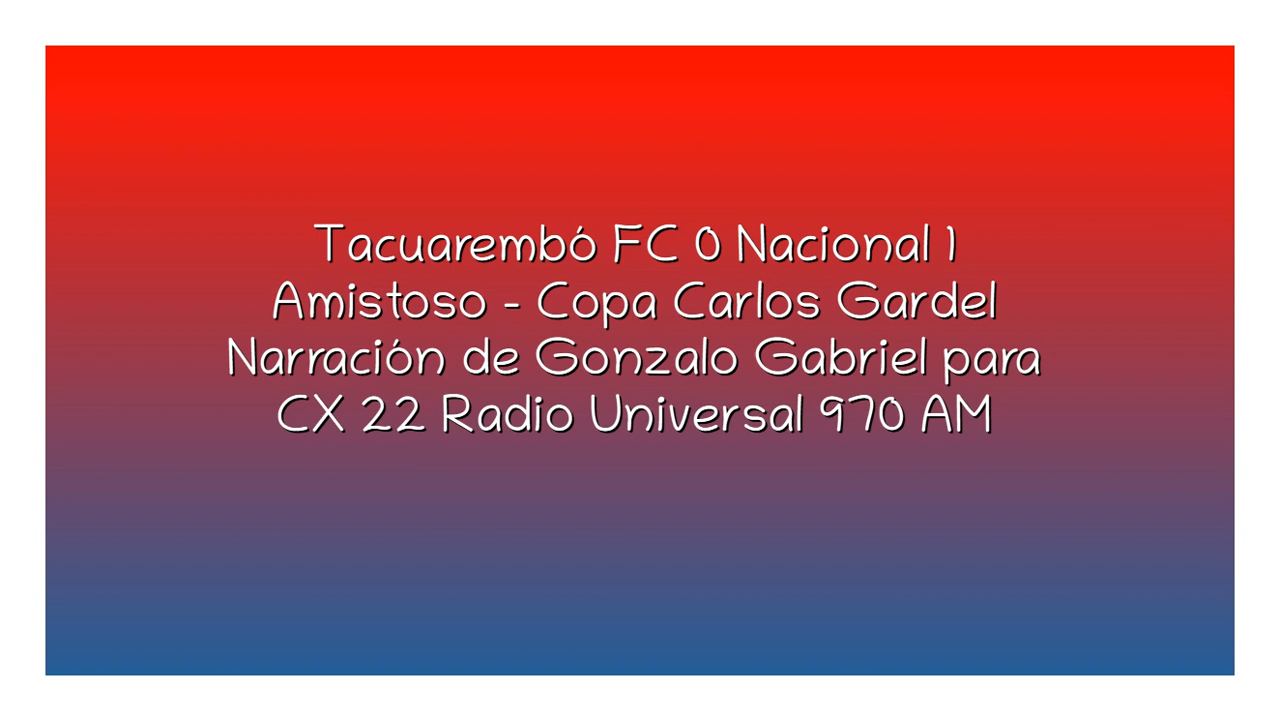 Tacuarembó FC 0 Nacional 1
Amistoso - Copa Carlos Gardel
Narración de Gonzalo Gabriel para
CX 22 Radio Universal 970 AM